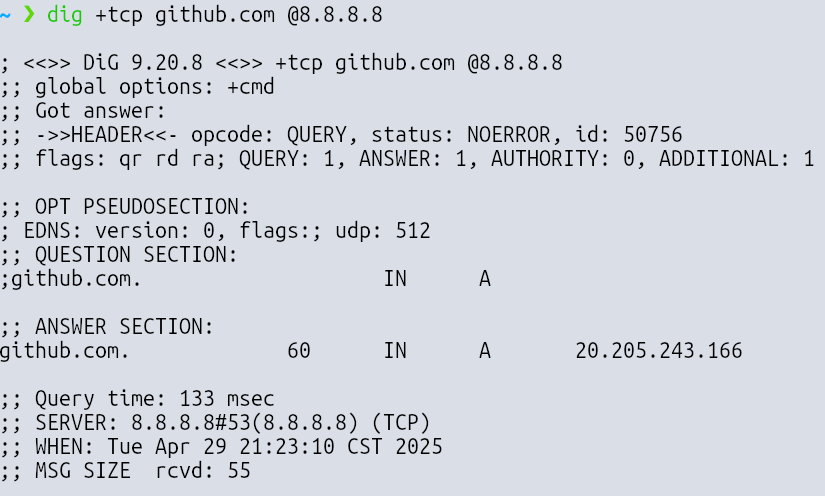 ~ ❯ dig +tcp github.com @8.8.8.8
; <<>> DiG 9.20.8 <<>> +tcp github.com @8.8.8.8
;; global options: +cmd
;; Got answer:
;; ->>HEADER<<- opcode: QUERY, status: NOERROR, id: 50756
;; flags: qr rd ra; QUERY: 1, ANSWER: 1, AUTHORITY: 0, ADDITIONAL: 1
;; OPT PSEUDOSECTION:
; EDNS: version: 0, flags:; udp: 512
;; QUESTION SECTION:
;github.com. IN A
;; ANSWER SECTION:
github.com. 60 IN A 20.205.243.166
;; Query time: 133 msec
;; SERVER: 8.8.8.8#53(8.8.8.8) (TCP)
;; WHEN: Tue Apr 29 21:23:10 CST 2025
;; MSG SIZE rcvd: 55